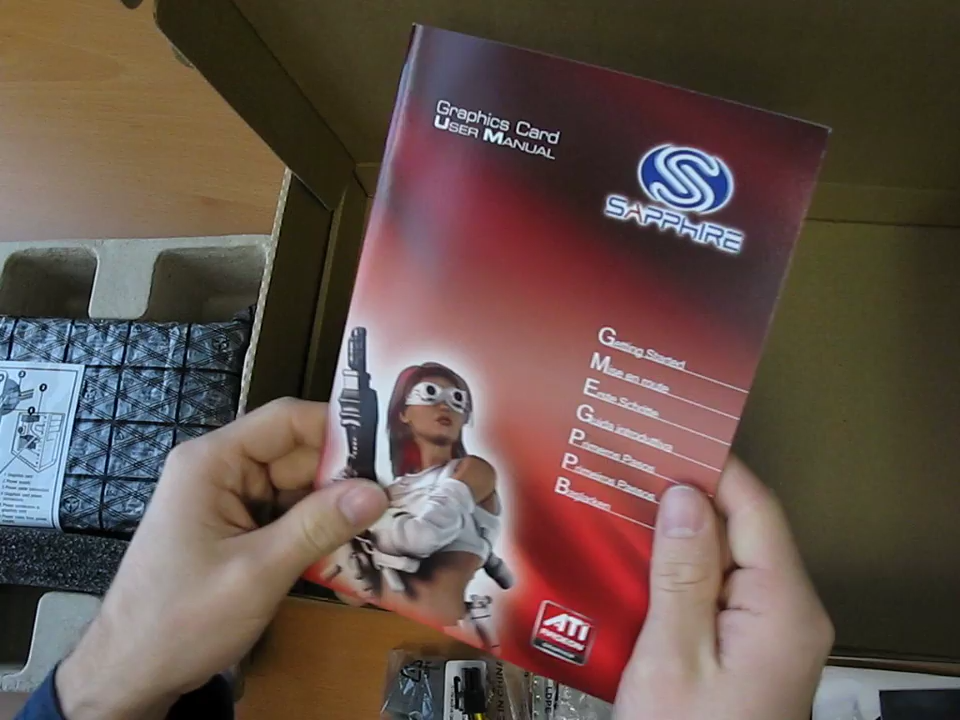 Graphics Card
USER MANUAL
SAPPHIRE
Getting Started
Mise en route
Erste Schritte
Guida introduttiva
Primeros Pasos
Primeiros Passos
Başlarken
ATI
RADEON